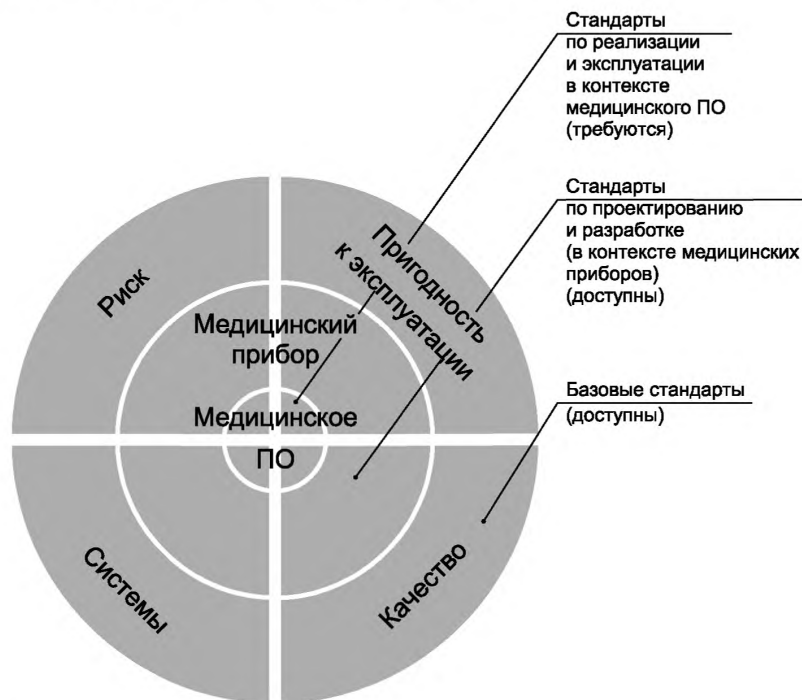 Стандарты
по реализации
и эксплуатации
в контексте
медицинского ПО
(требуются)
Стандарты
по проектированию
и разработке
(в контексте медицинских
приборов)
(доступны)
Базовые стандарты
(доступны)
Риск
Пригодность
к эксплуатации
Медицинский
прибор
Медицинское
ПО
Системы
Качество